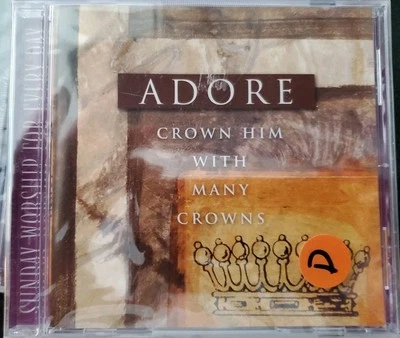 ADORE
CROWN HIM
WITH
MANY
CROWNS
D
SUNDAY WORSHIP FOR EVERY DAY